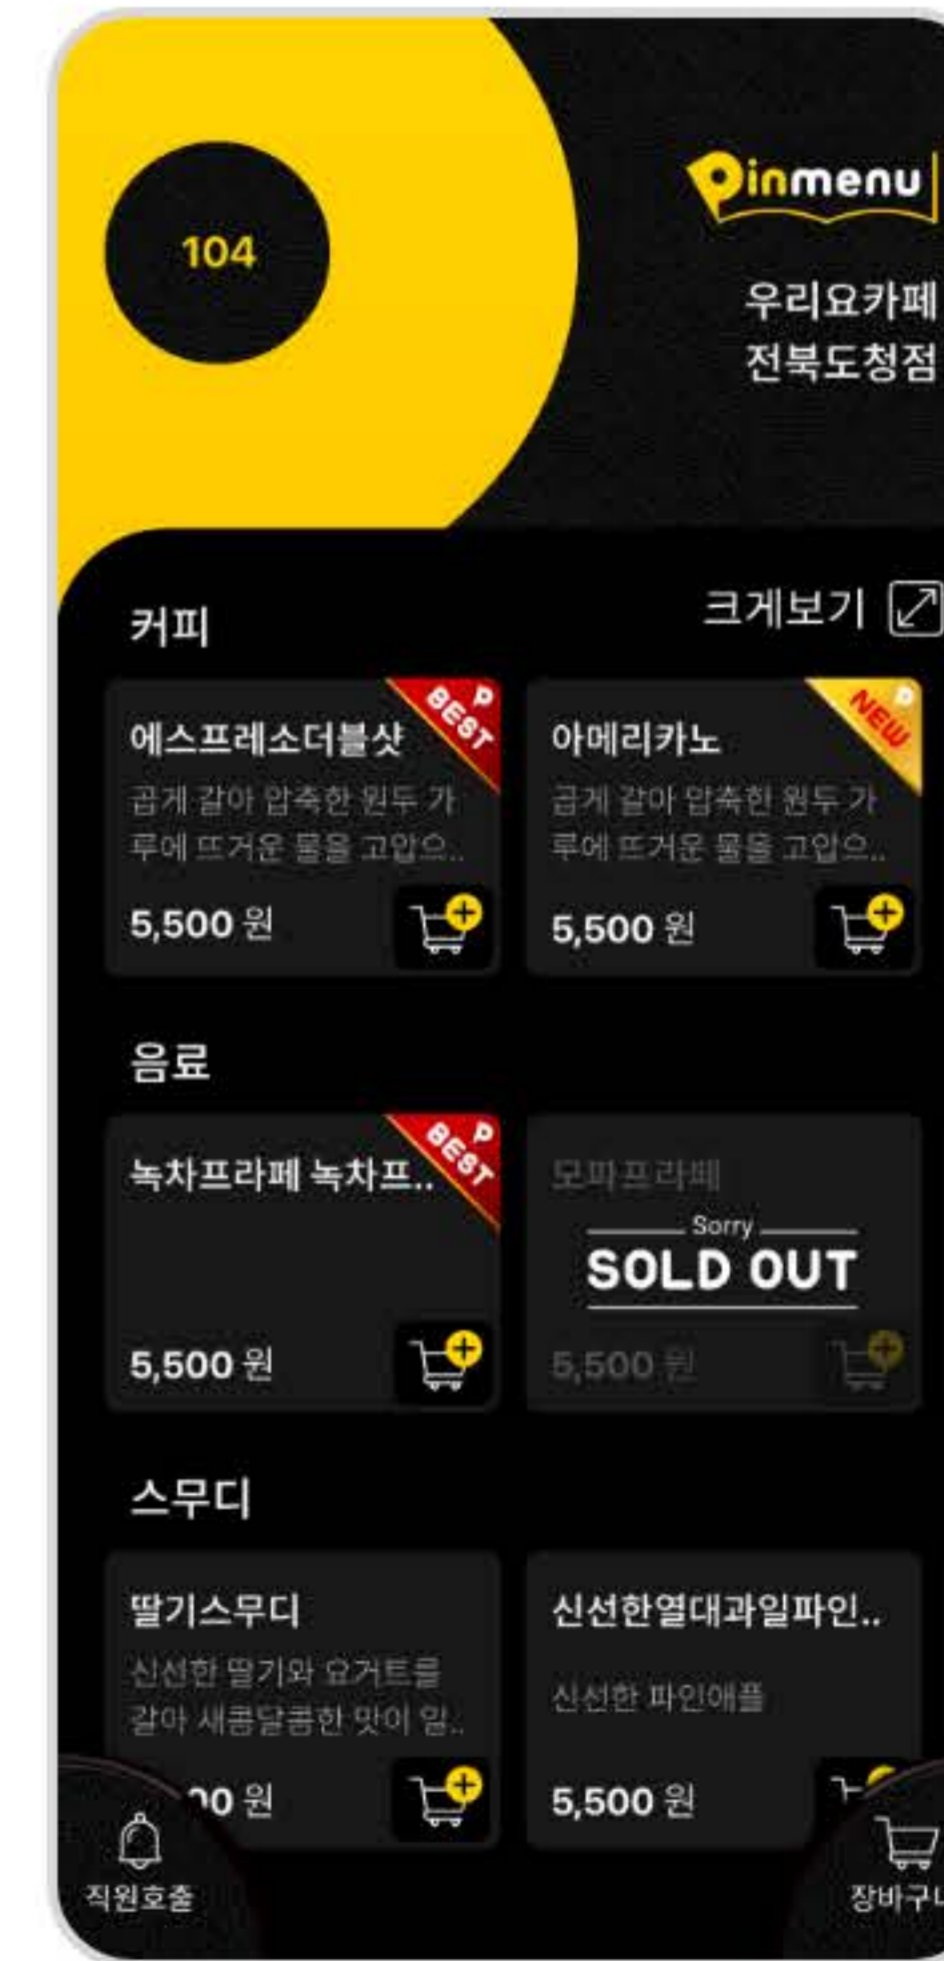 104
Pinmenu
우리요카페
전북도청점
커피
크게보기
P
BEST
에스프레소더블샷
곱게 갈아 압축한 원두 가
루에 뜨거운 물을 고압으..
5,500 원
P
NEW
아메리카노
곱게 갈아 압축한 원두 가
루에 뜨거운 물을 고압으..
5,500 원
음료
P
BEST
녹차프라페 녹차프..
5,500 원
모카프라페
Sorry
SOLD OUT
5,500 원
스무디
딸기스무디
신선한 딸기와 요거트를
갈아 새콤달콤한 맛이 일..
00 원
신선한열대과일파인..
신선한 파인애플
5,500 원
직원호출
장바구니